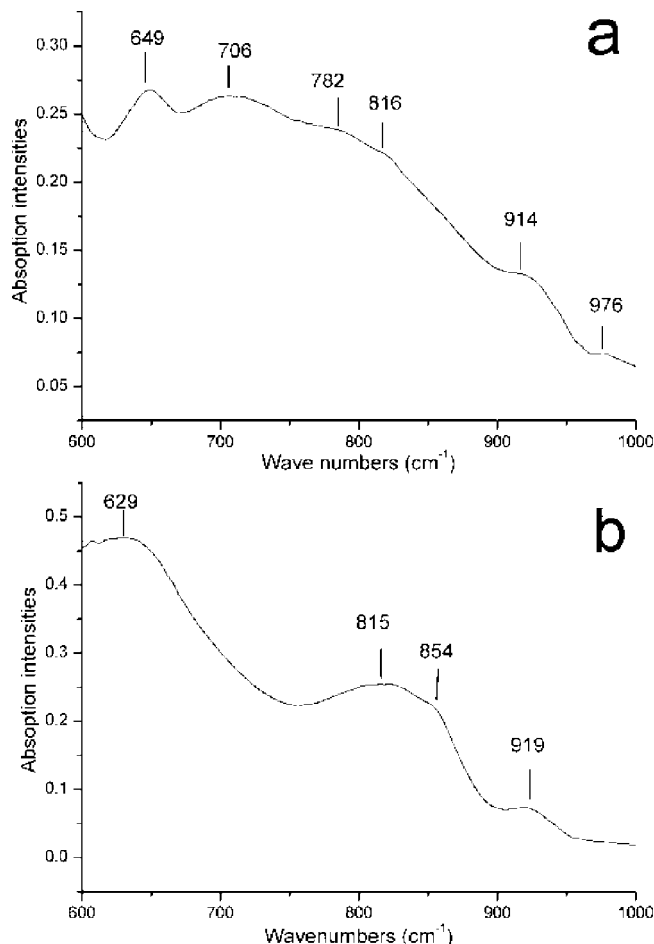 a
0.30
649
706
782
816
0.25
0.20
914
0.15
976
0.10
0.05
Absoption intensities
600 700 800 900 1000
Wave numbers (cm-1)
b
629
0.5
0.4
815
854
0.3
0.2
919
0.1
0.0
Absoption intensities
600 700 800 900 1000
Wavenumbers (cm-1)